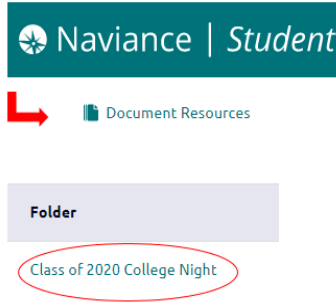 Naviance | Student
Document Resources
Folder
Class of 2020 College Night